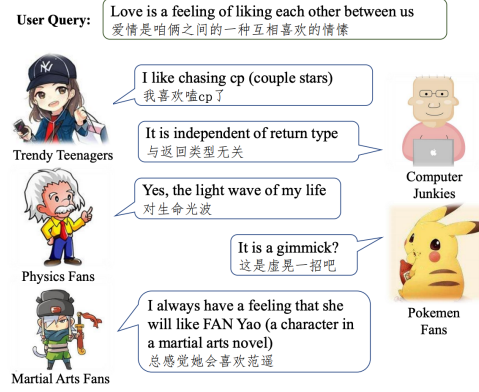 User Query:
Love is a feeling of liking each other between us
爱情是咱俩之间的一种互相喜欢的情愫
I like chasing cp (couple stars)
我喜欢嗑cp了
Trendy Teenagers
It is independent of return type
与返回类型无关
Computer
Junkies
Yes, the light wave of my life
对生命光波
Physics Fans
It is a gimmick?
这是虚晃一招吧
Pokemen
Fans
I always have a feeling that she
will like FAN Yao (a character in
a martial arts novel)
总感觉她会喜欢范遥
Martial Arts Fans